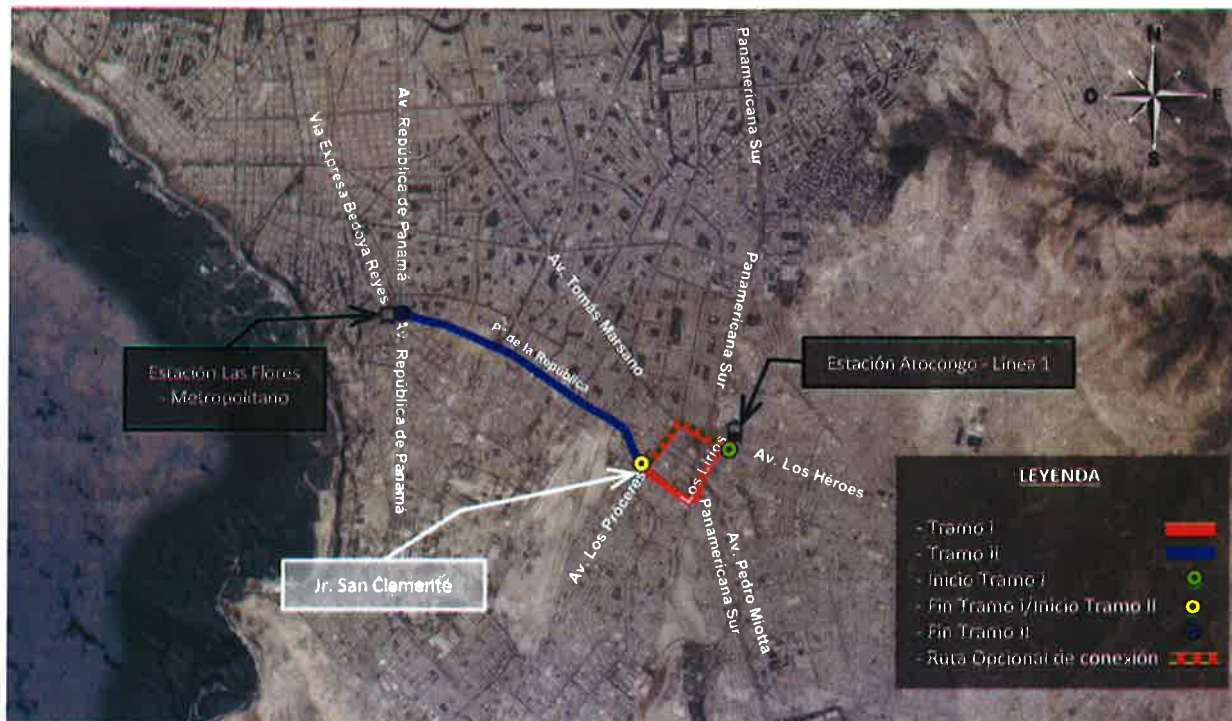 N
O
E
S
Panamericana Sur
Av. República de Panamá
Vía Expresa Bedoya Reyes
Av. Tomás Marsano
Panamericana Sur
P° de la República
Av. República de Panamá
Estación Las Flores
- Metropolitano
Estación Atocongo - Línea 1
Los Lirios
Av. Los Héroes
Av. Los Próceres
Panamericana Sur
Av. Pedro Miotta
Jr. San Clemente
LEYENDA
- Tramo I
- Tramo II
- Inicio Tramo I
- Fin Tramo I/Inicio Tramo II
- Fin Tramo II
- Ruta Opcional de conexión